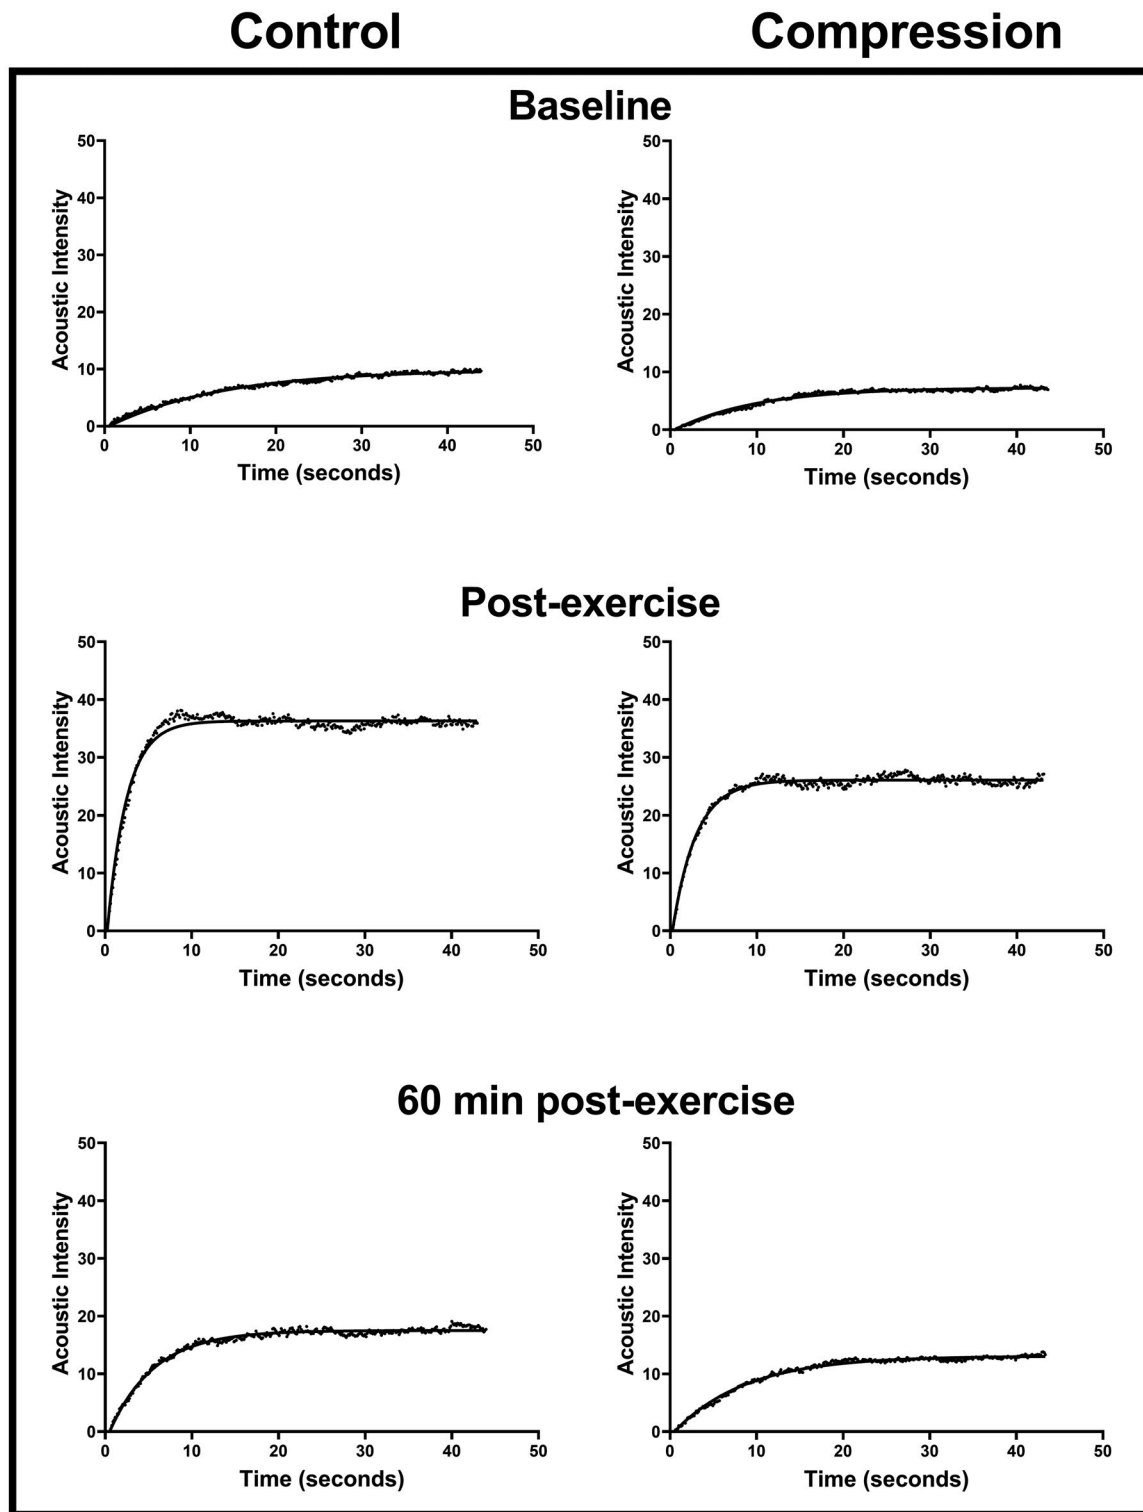 Control Compression
Baseline
50 50
40 40
30 30
20 20
10 10
0 0
Acoustic Intensity Acoustic Intensity
0 10 20 30 40 50 0 10 20 30 40 50
Time (seconds) Time (seconds)
Post-exercise
50 50
40 40
30 30
20 20
10 10
0 0
Acoustic Intensity Acoustic Intensity
0 10 20 30 40 50 0 10 20 30 40 50
Time (seconds) Time (seconds)
60 min post-exercise
50 50
40 40
30 30
20 20
10 10
0 0
Acoustic Intensity Acoustic Intensity
0 10 20 30 40 50 0 10 20 30 40 50
Time (seconds) Time (seconds)